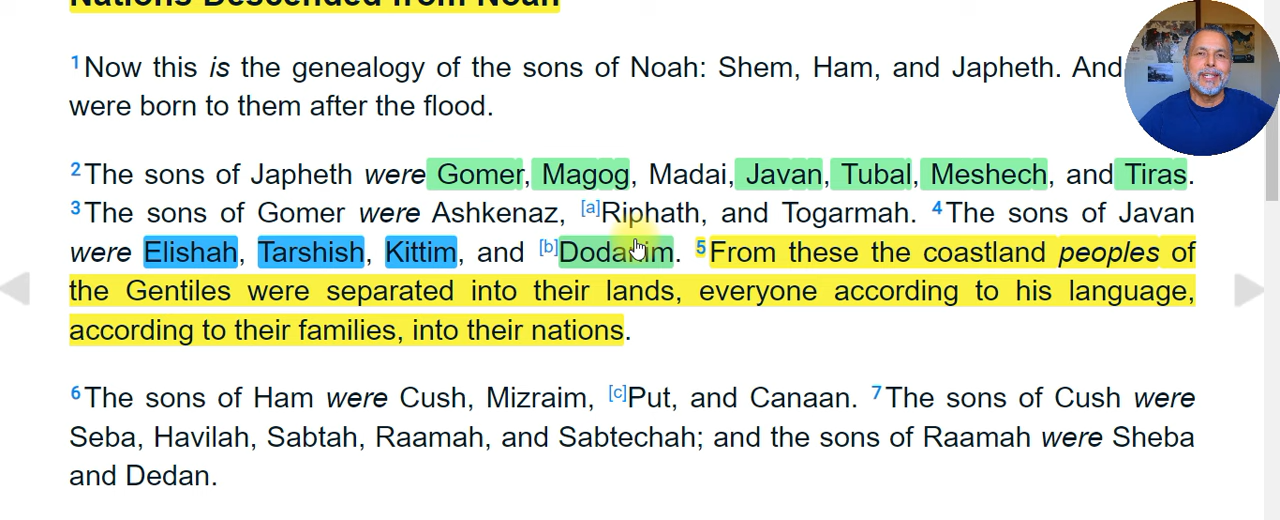 Nations Descended from Noah
1Now this is the genealogy of the sons of Noah: Shem, Ham, and Japheth. And
were born to them after the flood.
2The sons of Japheth were Gomer, Magog, Madai, Javan, Tubal, Meshech, and Tiras.
3The sons of Gomer were Ashkenaz, [a]Riphath, and Togarmah. 4The sons of Javan
were Elishah, Tarshish, Kittim, and [b]Dodanim. 5From these the coastland peoples of
the Gentiles were separated into their lands, everyone according to his language,
according to their families, into their nations.
6The sons of Ham were Cush, Mizraim, [c]Put, and Canaan. 7The sons of Cush were
Seba, Havilah, Sabtah, Raamah, and Sabtechah; and the sons of Raamah were Sheba
and Dedan.